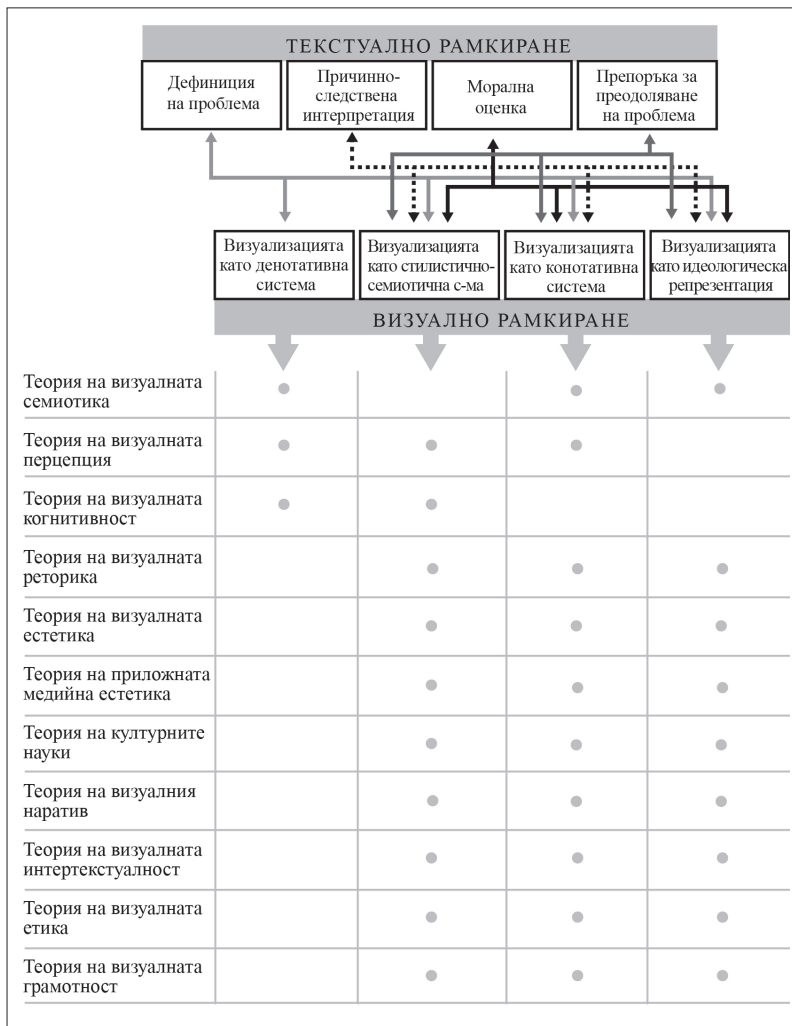 ТЕКСТУАЛНО РАМКИРАНЕ
Дефиниция
на проблема
Причинно-
следствена
интерпретация
Морална
оценка
Препоръка за
преодоляване
на проблема
Визуализацията
като денотативна
система
Визуализацията
като стилистично-
семиотична с-ма
Визуализацията
като конотативна
система
Визуализацията
като идеологическа
репрезентация
ВИЗУАЛНО РАМКИРАНЕ
Теория на визуалната
семиотика
Теория на визуалната
перцепция
Теория на визуалната
когнитивност
Теория на визуалната
реторика
Теория на визуалната
естетика
Теория на приложната
медийна естетика
Теория на културните
науки
Теория на визуалния
наратив
Теория на визуалната
интертекстуалност
Теория на визуалната
етика
Теория на визуалната
грамотност